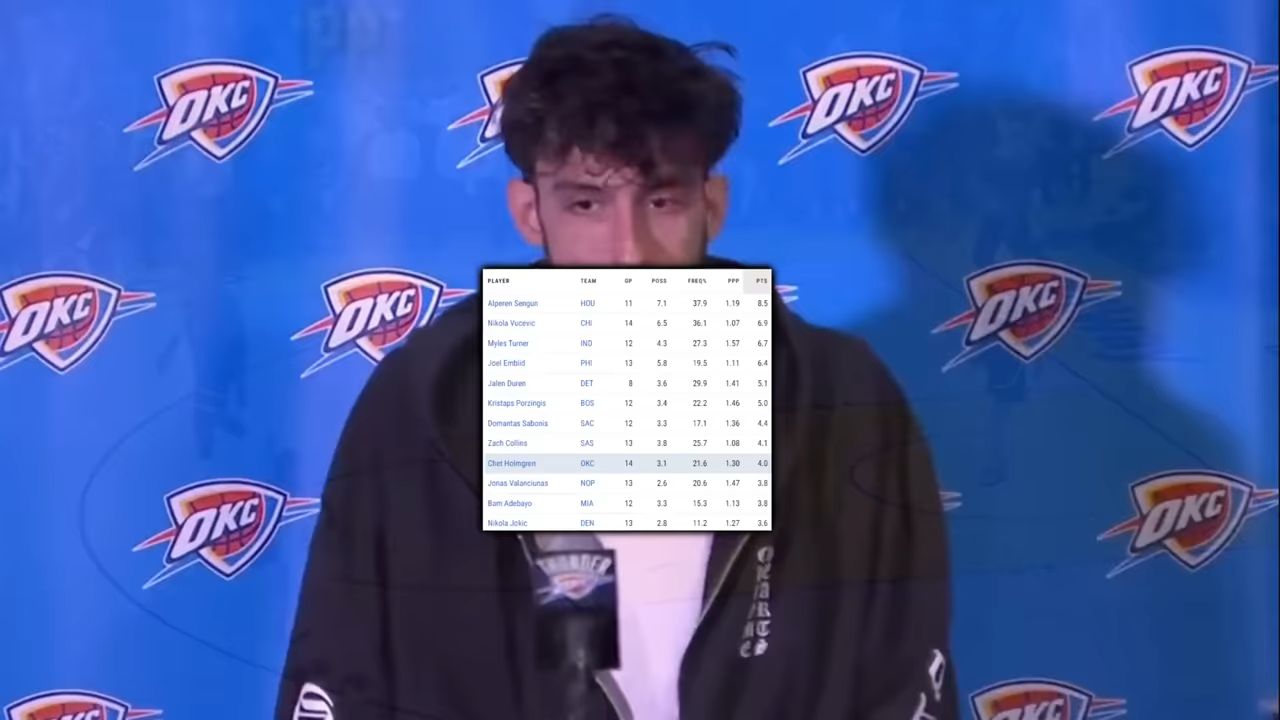 OKC
OKC
OKC
PLAYER TEAM GP POSS FREQ% PPP PTS
Alperen Sengun HOU 11 7.1 37.9 1.19 8.5
Nikola Vucevic CHI 14 6.5 36.1 1.07 6.9
Myles Turner IND 12 4.3 27.3 1.57 6.7
Joel Embiid PHI 13 5.8 19.5 1.11 6.4
Jalen Duren DET 8 3.6 29.9 1.41 5.1
Kristaps Porzingis BOS 12 3.4 22.2 1.46 5.0
Domantas Sabonis SAC 12 3.3 17.1 1.36 4.4
Zach Collins SAS 13 3.8 25.7 1.08 4.1
Chet Holmgren OKC 14 3.1 21.6 1.30 4.0
Jonas Valanciunas NOP 13 2.6 20.6 1.47 3.8
Bam Adebayo MIA 12 3.3 15.3 1.13 3.8
Nikola Jokic DEN 13 2.8 11.2 1.27 3.6
OKC
OKC
OKC
OKC
OKC
THUNDER